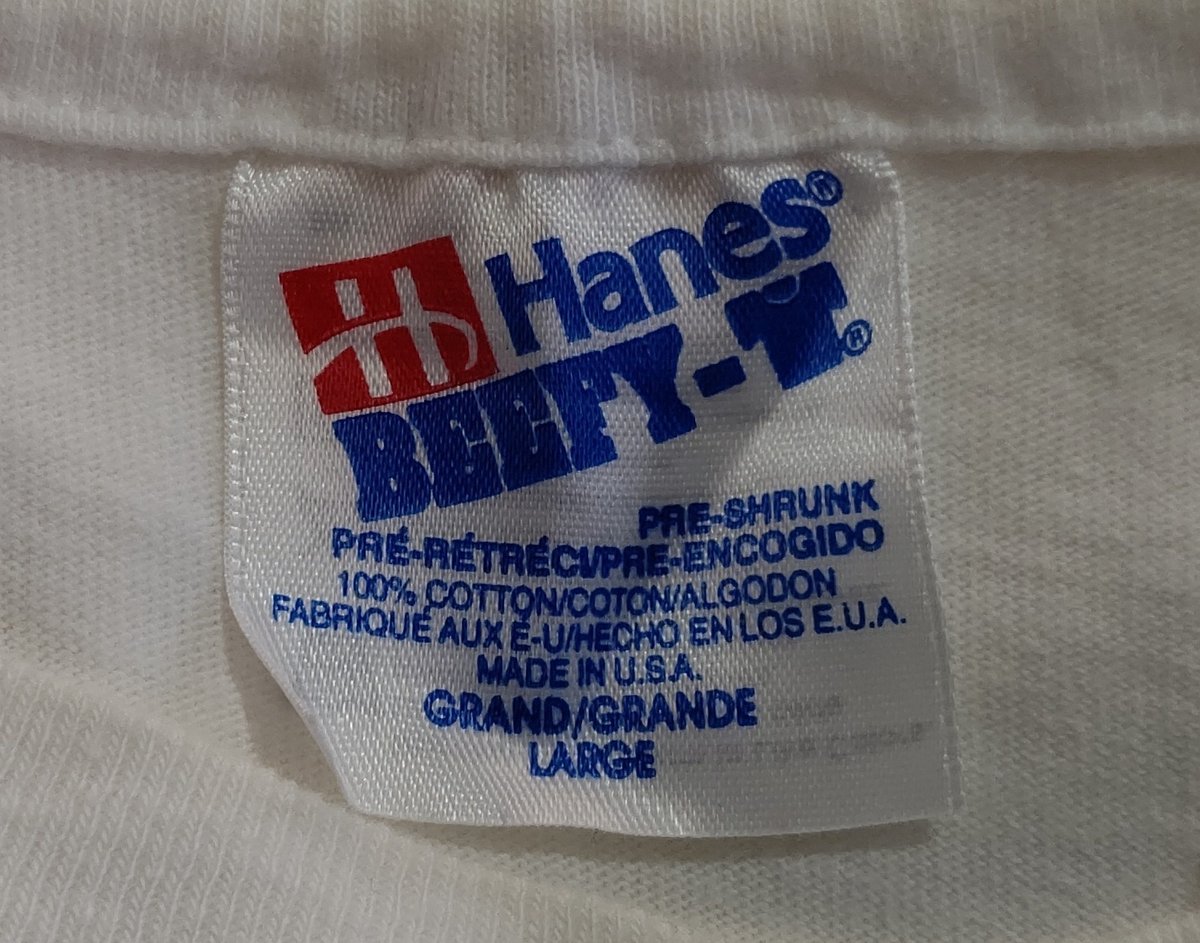 Hanes®
BEEFY-T®
PRE-SHRUNK
PRÉ-RÉTRÉCI/PRE-ENCOGIDO
100% COTTON/COTON/ALGODON
FABRIQUÉ AUX É-U/HECHO EN LOS E.U.A.
MADE IN U.S.A.
GRAND/GRANDE
LARGE